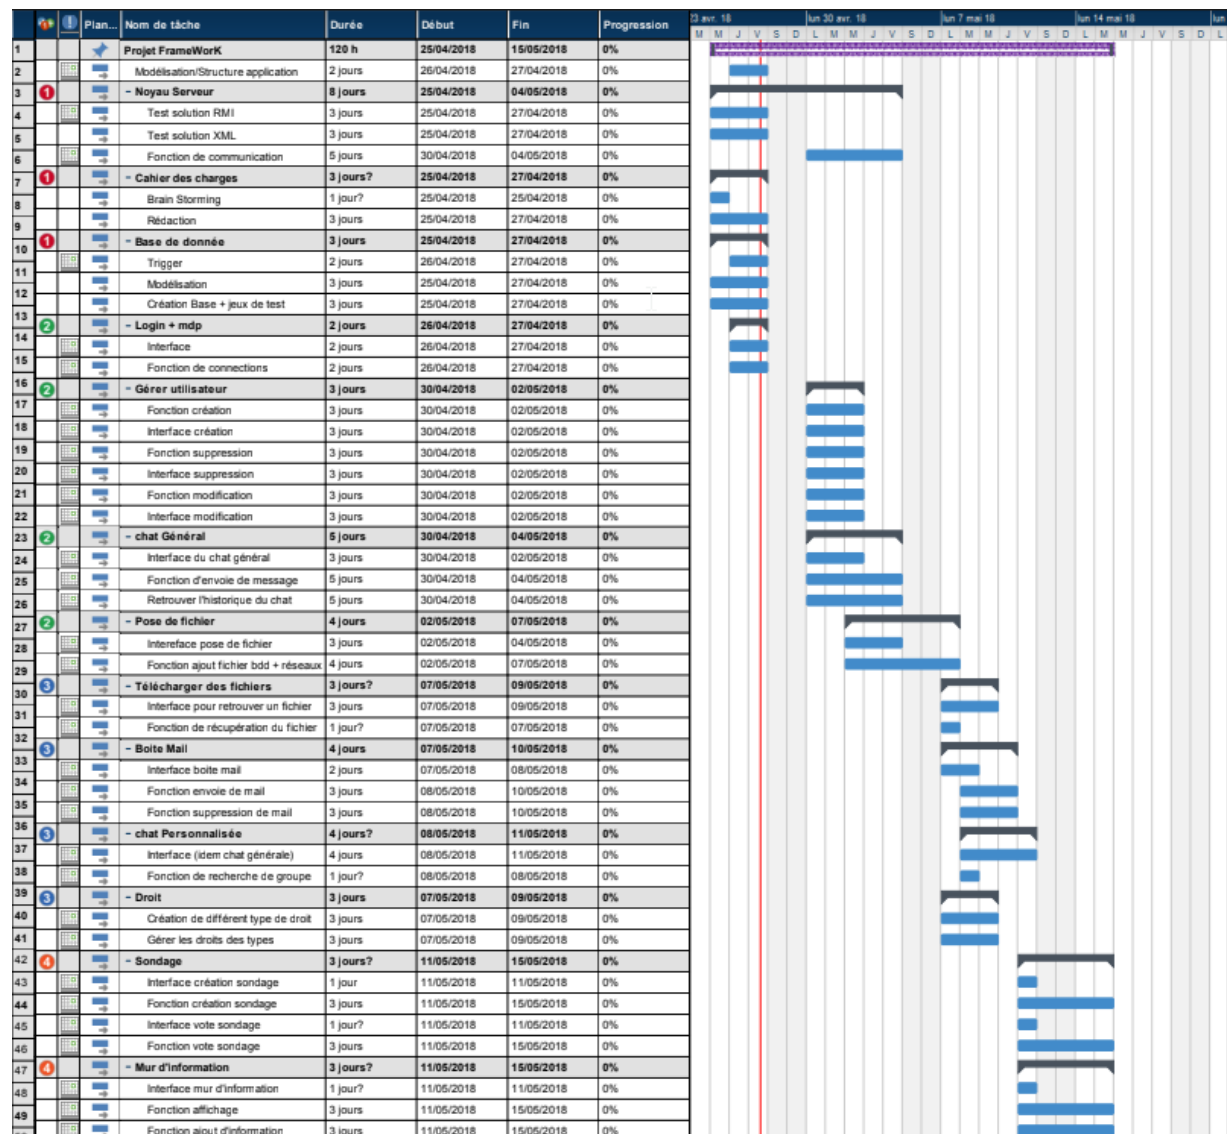 Plan... Nom de tâche Durée Début Fin Progression 23 avr. 18 lun 30 avr. 18 lun 7 mai 18 lun 14 mai 18 lun
M M J V S D L M M J V S D L M M J V S D L M M J V S D L
1 Projet FrameWorK 120 h 25/04/2018 15/05/2018 0%
2 Modélisation/Structure application 2 jours 26/04/2018 27/04/2018 0%
3 1 - Noyau Serveur 8 jours 25/04/2018 04/05/2018 0%
4 Test solution RMI 3 jours 25/04/2018 27/04/2018 0%
5 Test solution XML 3 jours 25/04/2018 27/04/2018 0%
6 Fonction de communication 5 jours 30/04/2018 04/05/2018 0%
7 1 - Cahier des charges 3 jours? 25/04/2018 27/04/2018 0%
8 Brain Storming 1 jour? 25/04/2018 25/04/2018 0%
9 Rédaction 3 jours 25/04/2018 27/04/2018 0%
10 1 - Base de donnée 3 jours 25/04/2018 27/04/2018 0%
11 Trigger 2 jours 26/04/2018 27/04/2018 0%
12 Modélisation 3 jours 25/04/2018 27/04/2018 0%
13 Création Base + jeux de test 3 jours 25/04/2018 27/04/2018 0%
14 2 - Login + mdp 2 jours 26/04/2018 27/04/2018 0%
15 Interface 2 jours 26/04/2018 27/04/2018 0%
16 Fonction de connections 2 jours 26/04/2018 27/04/2018 0%
2 - Gérer utilisateur 3 jours 30/04/2018 02/05/2018 0%
17 Fonction création 3 jours 30/04/2018 02/05/2018 0%
18 Interface création 3 jours 30/04/2018 02/05/2018 0%
19 Fonction suppression 3 jours 30/04/2018 02/05/2018 0%
20 Interface suppression 3 jours 30/04/2018 02/05/2018 0%
21 Fonction modification 3 jours 30/04/2018 02/05/2018 0%
22 Interface modification 3 jours 30/04/2018 02/05/2018 0%
23 2 - chat Général 5 jours 30/04/2018 04/05/2018 0%
24 Interface du chat général 3 jours 30/04/2018 02/05/2018 0%
25 Fonction d'envoie de message 5 jours 30/04/2018 04/05/2018 0%
26 Retrouver l'historique du chat 5 jours 30/04/2018 04/05/2018 0%
27 2 - Pose de fichier 4 jours 02/05/2018 07/05/2018 0%
28 Intereface pose de fichier 3 jours 02/05/2018 04/05/2018 0%
29 Fonction ajout fichier bdd + réseaux 4 jours 02/05/2018 07/05/2018 0%
30 3 - Télécharger des fichiers 3 jours? 07/05/2018 09/05/2018 0%
31 Interface pour retrouver un fichier 3 jours 07/05/2018 09/05/2018 0%
32 Fonction de récupération du fichier 1 jour? 07/05/2018 07/05/2018 0%
33 3 - Boite Mail 4 jours 07/05/2018 10/05/2018 0%
34 Interface boite mail 2 jours 07/05/2018 08/05/2018 0%
35 Fonction envoie de mail 3 jours 08/05/2018 10/05/2018 0%
36 Fonction suppression de mail 3 jours 08/05/2018 10/05/2018 0%
3 - chat Personnalisée 4 jours? 08/05/2018 11/05/2018 0%
37 Interface (idem chat générale) 4 jours 08/05/2018 11/05/2018 0%
38 Fonction de recherche de groupe 1 jour? 08/05/2018 08/05/2018 0%
39 3 - Droit 3 jours 07/05/2018 09/05/2018 0%
40 Création de différent type de droit 3 jours 07/05/2018 09/05/2018 0%
41 Gérer les droits des types 3 jours 07/05/2018 09/05/2018 0%
42 4 - Sondage 3 jours? 11/05/2018 15/05/2018 0%
43 Interface création sondage 1 jour 11/05/2018 11/05/2018 0%
44 Fonction création sondage 3 jours 11/05/2018 15/05/2018 0%
45 Interface vote sondage 1 jour? 11/05/2018 11/05/2018 0%
46 Fonction vote sondage 3 jours 11/05/2018 15/05/2018 0%
47 4 - Mur d'information 3 jours? 11/05/2018 15/05/2018 0%
48 Interface mur d'information 1 jour? 11/05/2018 11/05/2018 0%
49 Fonction affichage 3 jours 11/05/2018 15/05/2018 0%
Fonction ajout d'information 3 jours 11/05/2018 15/05/2018 0%